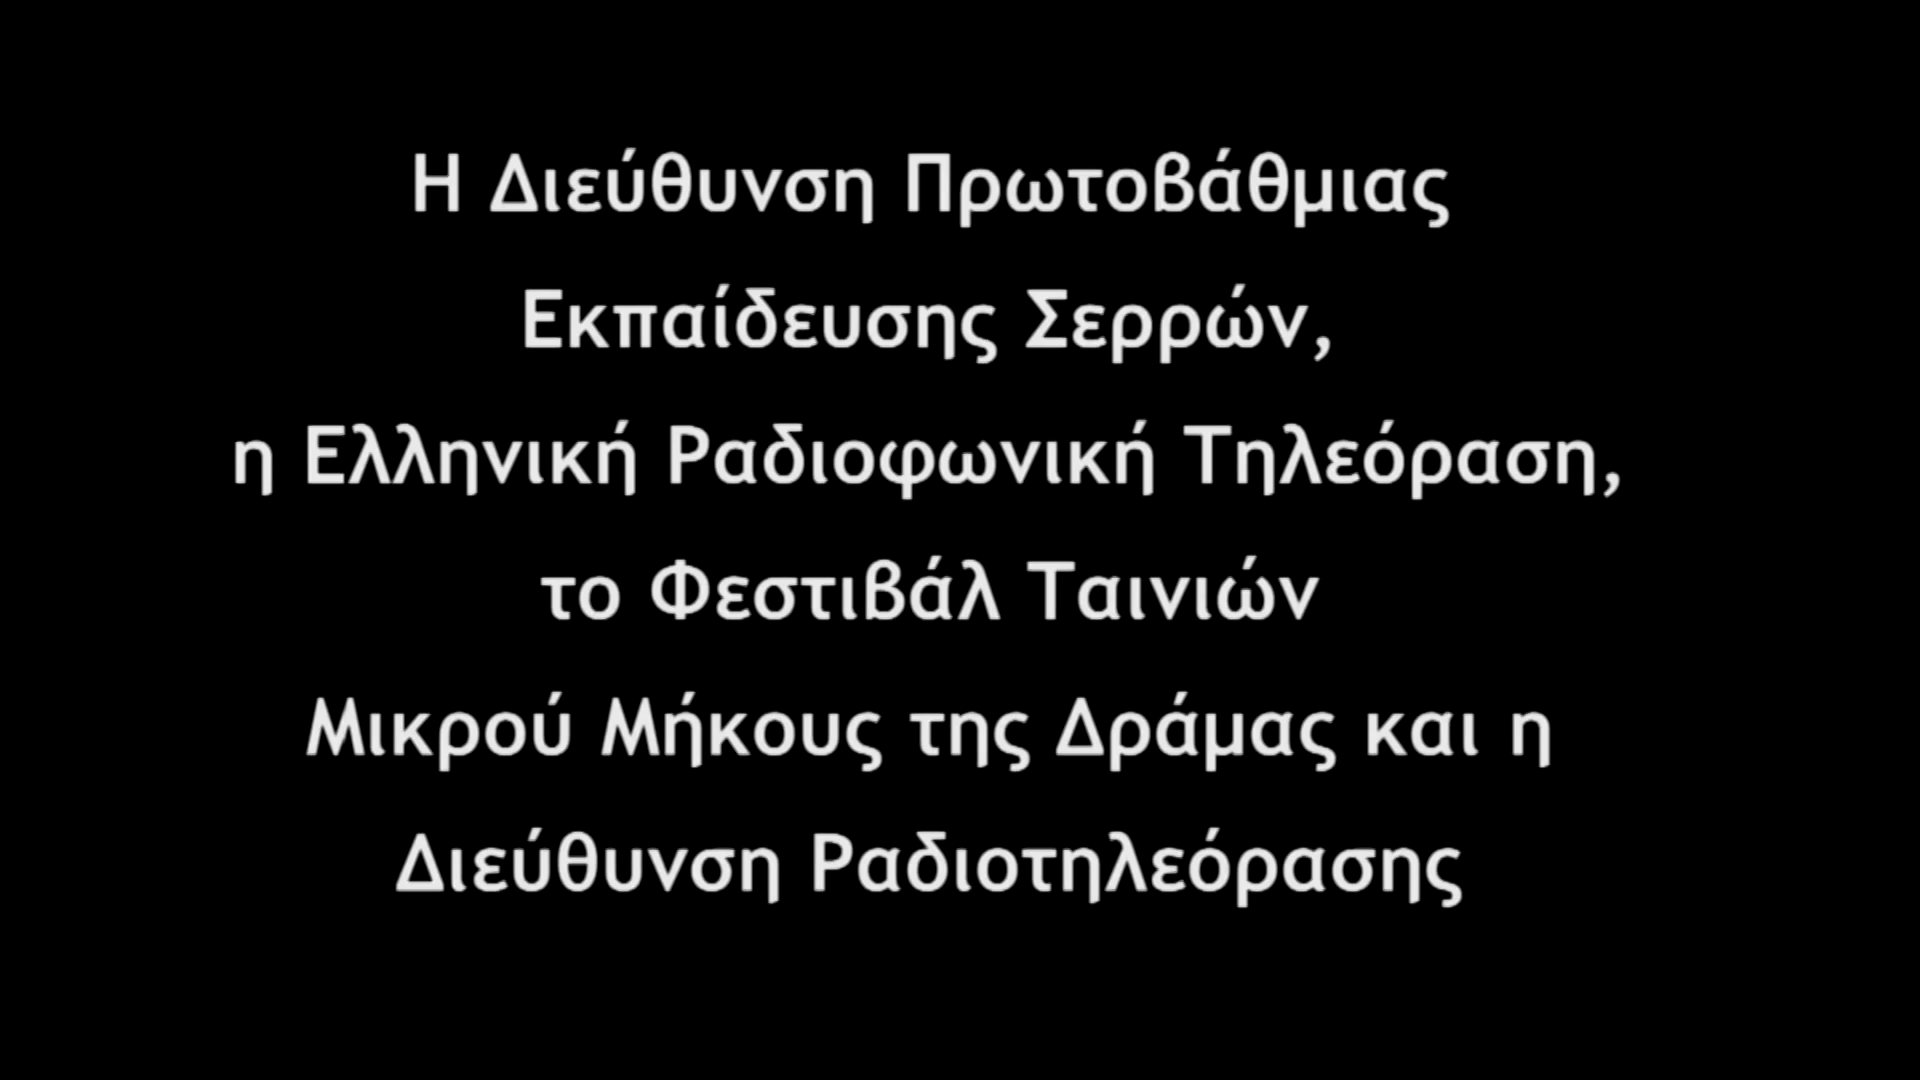 Η Διεύθυνση Πρωτοβάθμιας
Εκπαίδευσης Σερρών,
η Ελληνική Ραδιοφωνική Τηλεόραση,
το Φεστιβάλ Ταινιών
Μικρού Μήκους της Δράμας και η
Διεύθυνση Ραδιοτηλεόρασης